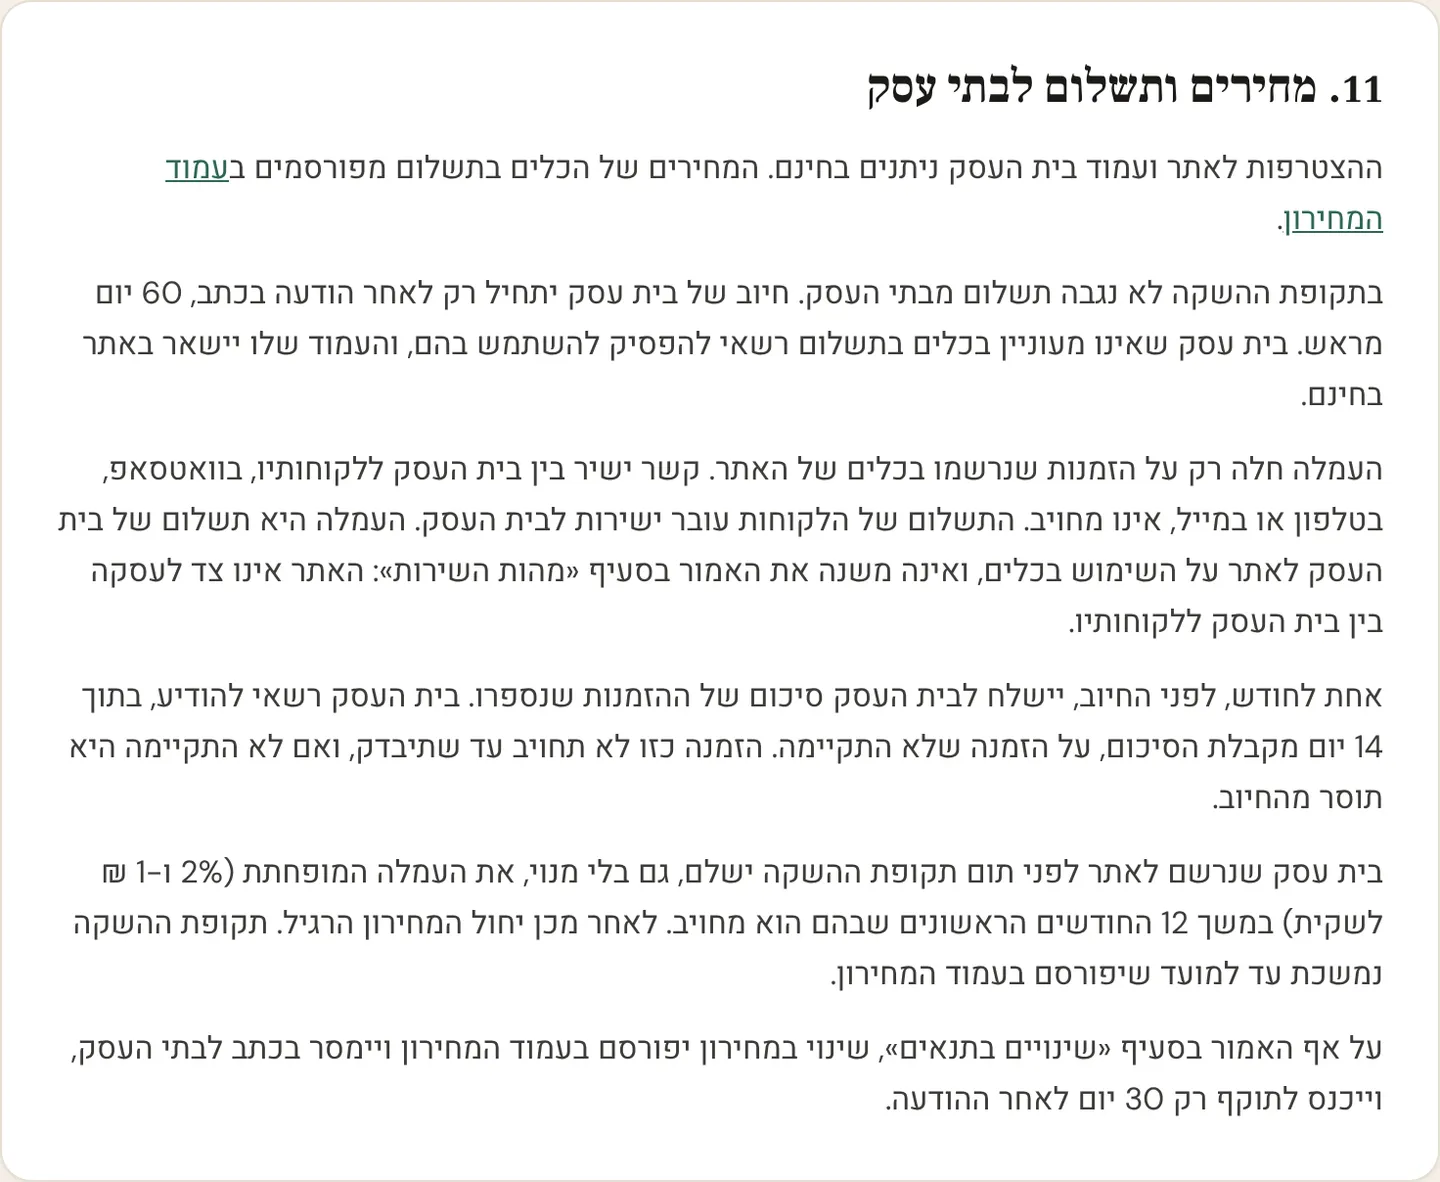 11. מחירים ותשלום לבתי עסק
ההצטרפות לאתר ועמוד בית העסק ניתנים בחינם. המחירים של הכלים בתשלום מפורסמים בעמוד
המחירון.
בתקופת ההשקה לא נגבה תשלום מבתי העסק. חיוב של בית עסק יתחיל רק לאחר הודעה בכתב, 60 יום
מראש. בית עסק שאינו מעוניין בכלים בתשלום רשאי להפסיק להשתמש בהם, והעמוד שלו יישאר באתר
בחינם.
העמלה חלה רק על הזמנות שנרשמו בכלים של האתר. קשר ישיר בין בית העסק ללקוחותיו, בוואטסאפ,
בטלפון או במייל, אינו מחויב. התשלום של הלקוחות עובר ישירות לבית העסק. העמלה היא תשלום של בית
העסק לאתר על השימוש בכלים, ואינה משנה את האמור בסעיף «מהות השירות»: האתר אינו צד לעסקה
בין בית העסק ללקוחותיו.
אחת לחודש, לפני החיוב, יישלח לבית העסק סיכום של ההזמנות שנספרו. בית העסק רשאי להודיע, בתוך
14 יום מקבלת הסיכום, על הזמנה שלא התקיימה. הזמנה כזו לא תחויב עד שתיבדק, ואם לא התקיימה היא
תוסר מהחיוב.
בית עסק שנרשם לאתר לפני תום תקופת ההשקה ישלם, גם בלי מנוי, את העמלה המופחתת (2% ו-1 ₪
לשקית) במשך 12 החודשים הראשונים שבהם הוא מחויב. לאחר מכן יחול המחירון הרגיל. תקופת ההשקה
נמשכת עד למועד שיפורסם בעמוד המחירון.
על אף האמור בסעיף «שינויים בתנאים», שינוי במחירון יפורסם בעמוד המחירון ויימסר בכתב לבתי העסק,
וייכנס לתוקף רק 30 יום לאחר ההודעה.